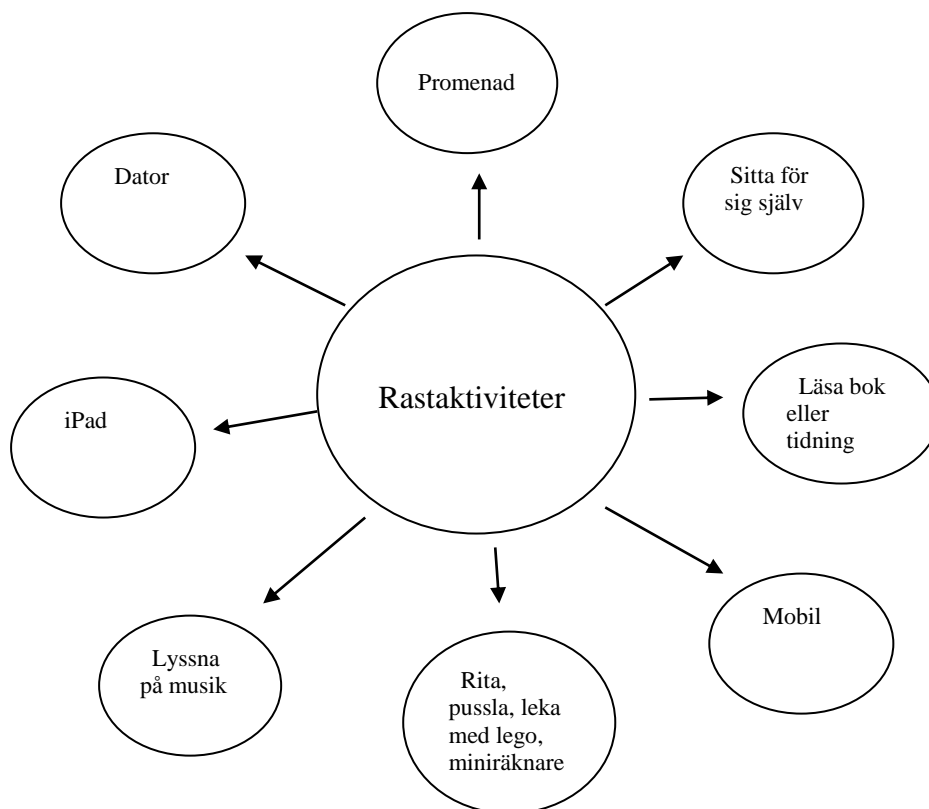 Promenad
Dator
Sitta för
sig själv
Rastaktiviteter
Läsa bok
eller
tidning
iPad
Mobil
Lyssna
på musik
Rita,
pussla, leka
med lego,
miniräknare